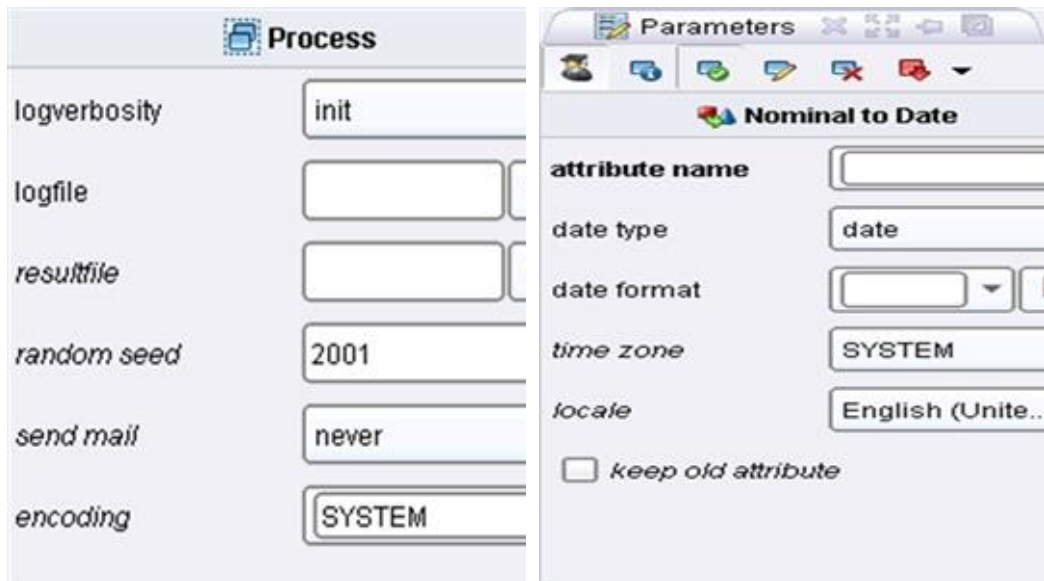 Process
logverbosity init
logfile
resultfile
random seed 2001
send mail never
encoding SYSTEM
Parameters
Nominal to Date
attribute name
date type date
date format
time zone SYSTEM
locale English (Unite..
keep old attribute